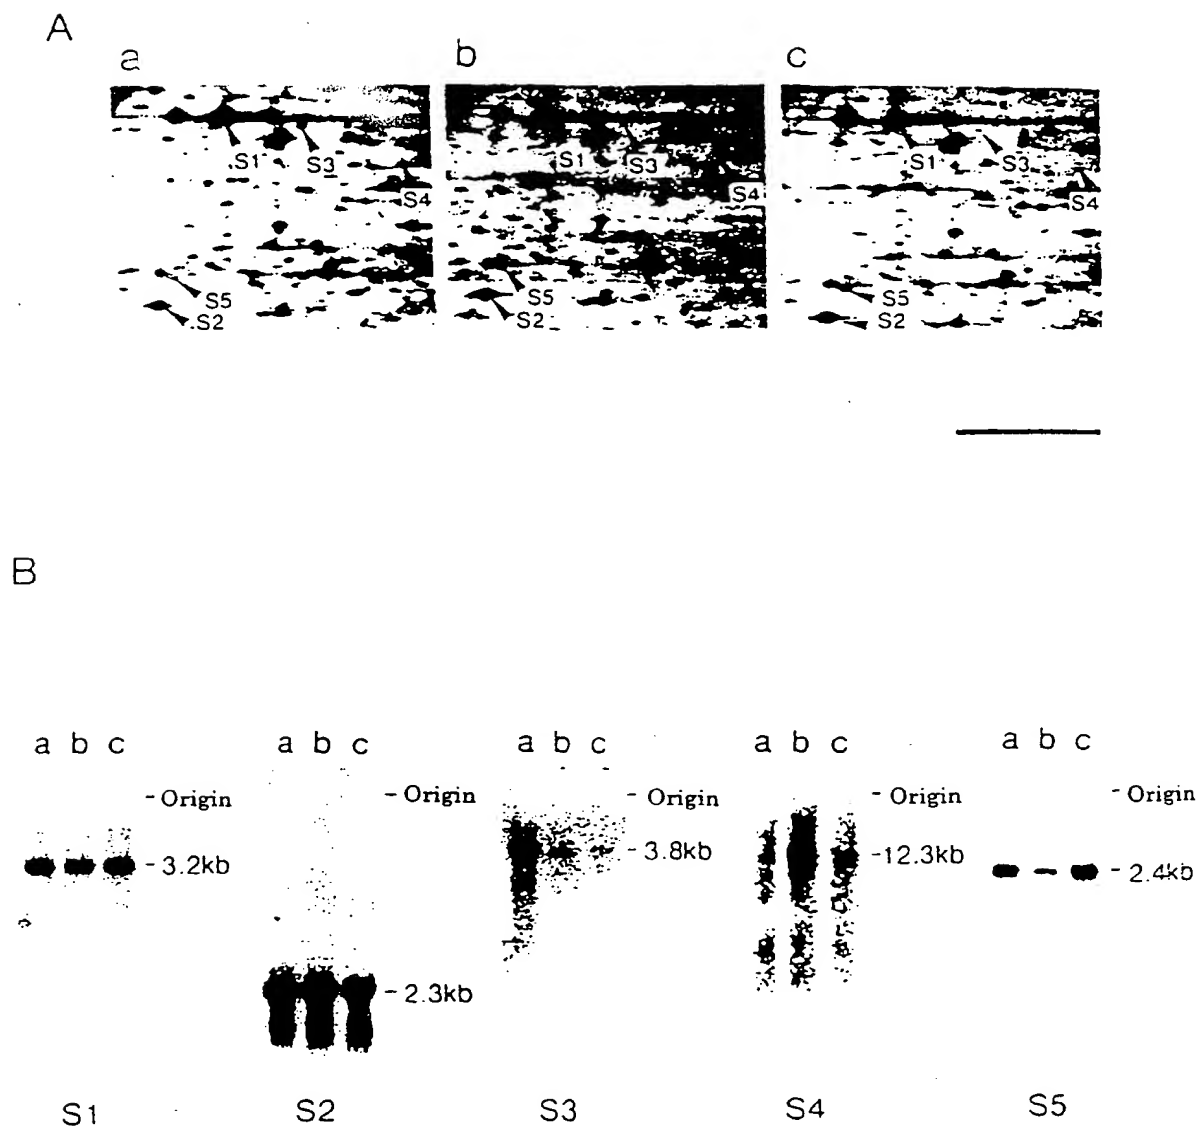 A
a b c
S1 S3 S4 S5 S2
S1 S3 S4 S5 S2
S1 S3 S4 S5 S2
B
a b c
- Origin
- 3.2kb
S1
a b c
- Origin
- 2.3kb
S2
a b c
- Origin
- 3.8kb
S3
a b c
- Origin
-12.3kb
S4
a b c
- Origin
- 2.4kb
S5